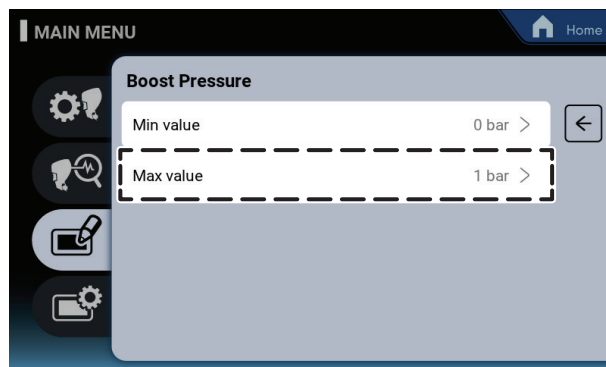 MAIN MENU
Home
Boost Pressure
Min value 0 bar >
Max value 1 bar >